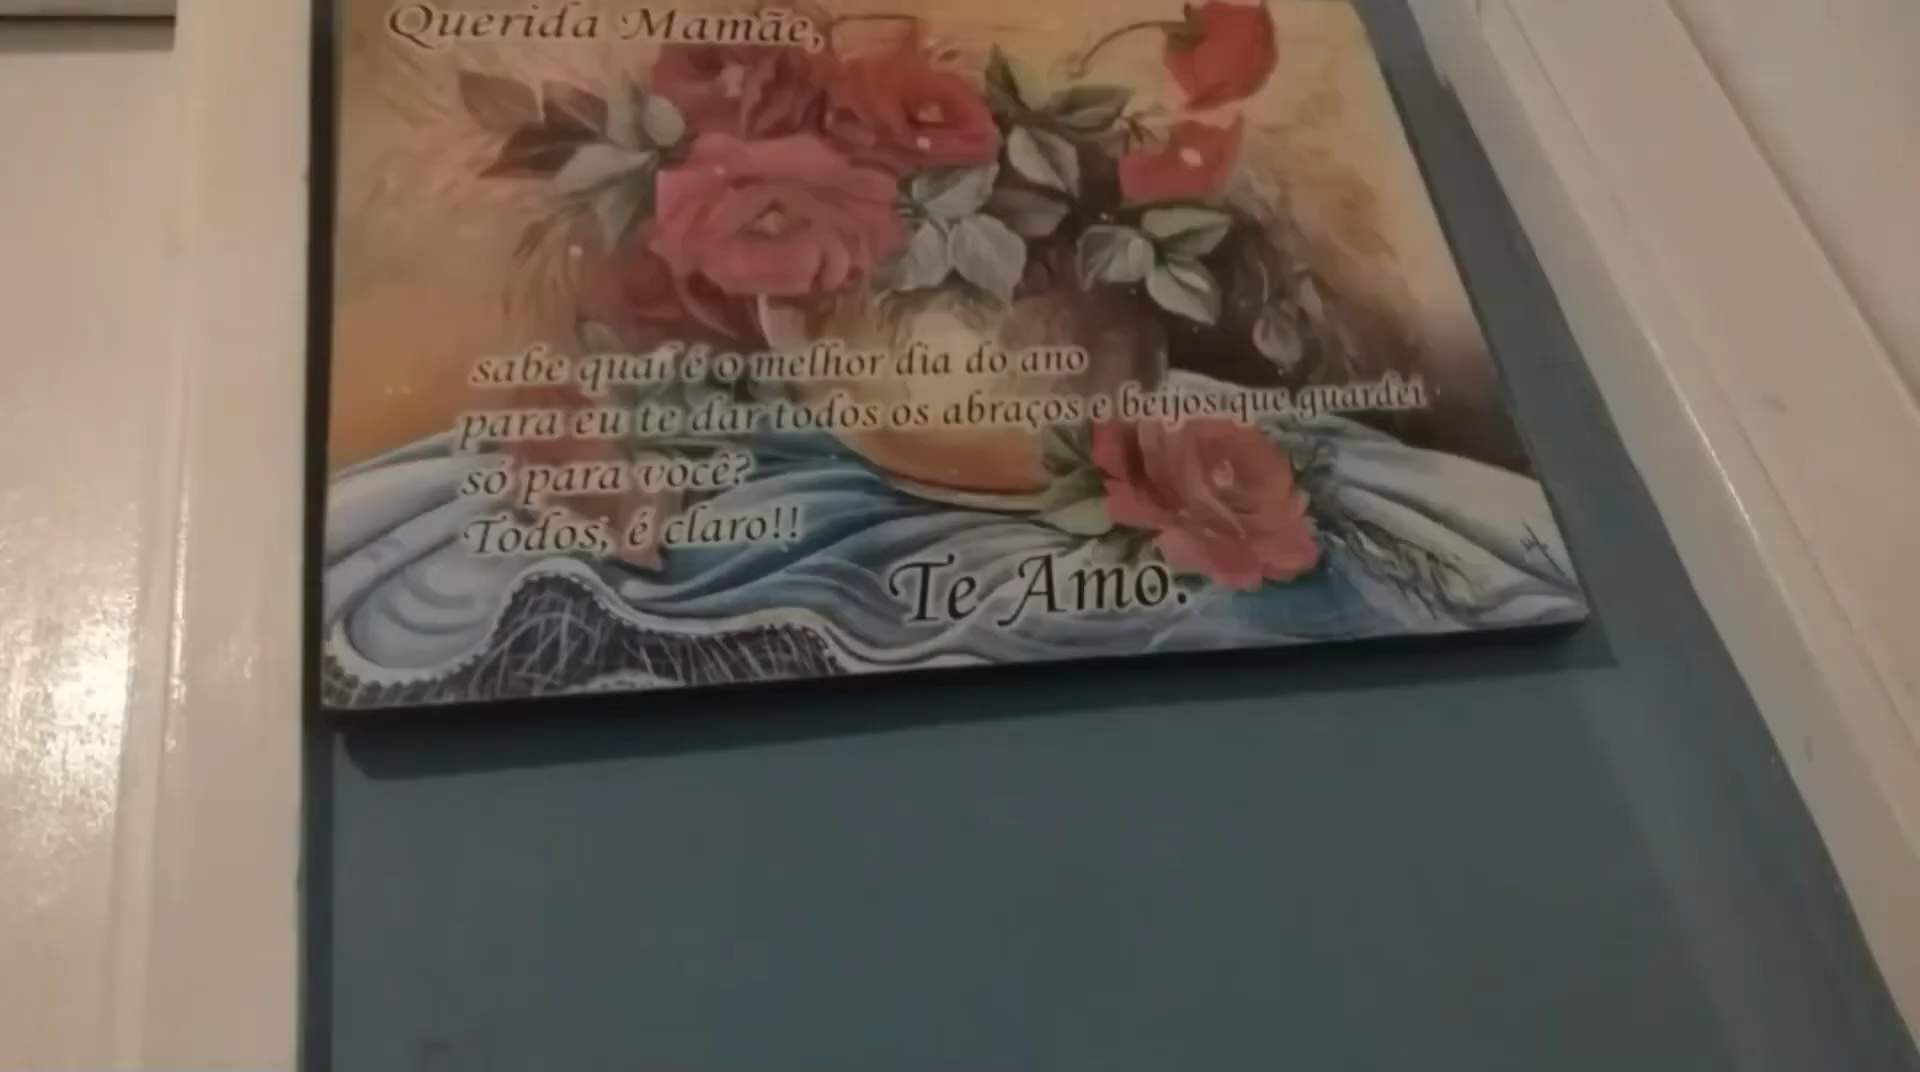 Querida Mamãe,
sabe qual é o melhor dia do ano
para eu te dar todos os abraços e beijos que guardei
só para você?
Todos, é claro!!
Te Amo.